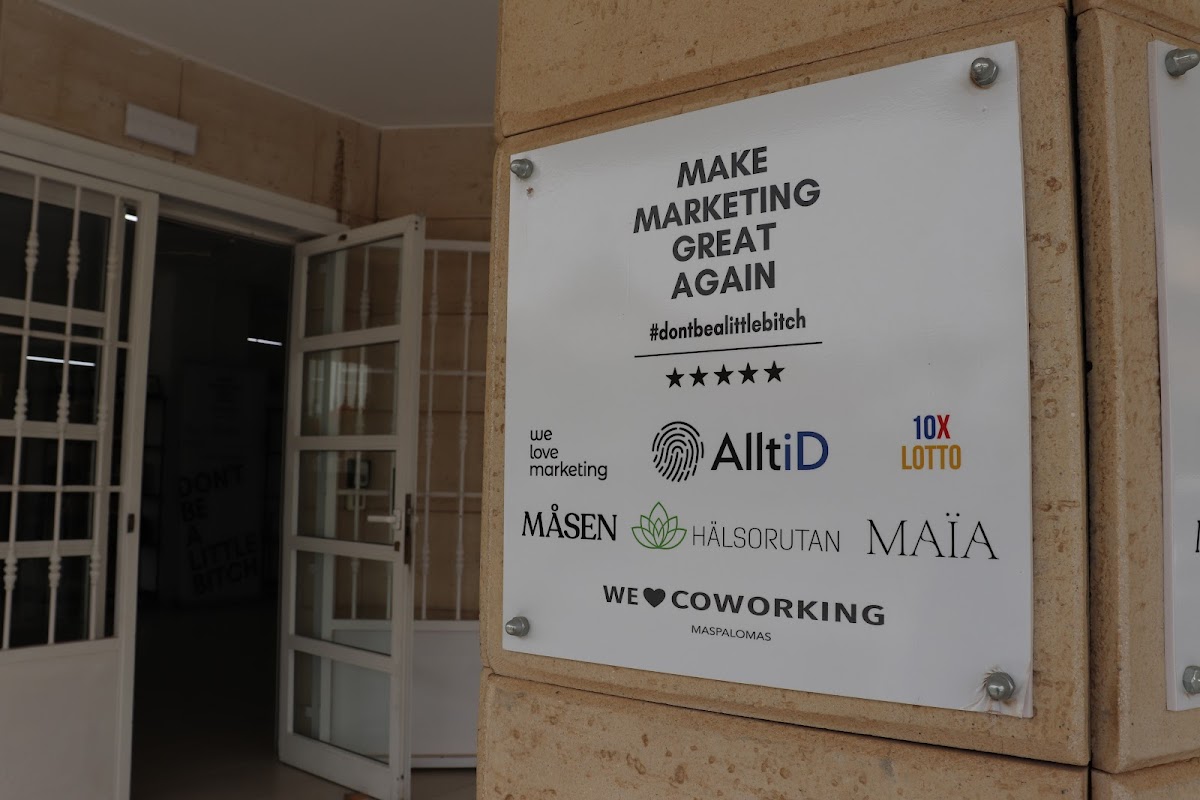 MAKE
MARKETING
GREAT
AGAIN
#dontbealittlebitch
we
love
marketing
AlltiD
10X
LOTTO
MÅSEN
HÄLSORUTAN
MAÏA
WE♥COWORKING
MASPALOMAS
DON'T
BE
A
LITTLE
BITCH